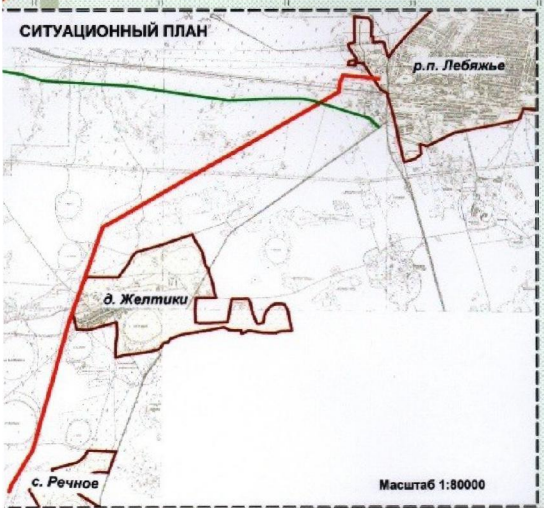 СИТУАЦИОННЫЙ ПЛАН
р.п. Лебяжье
д. Желтики
с. Речное
Масштаб 1:80000